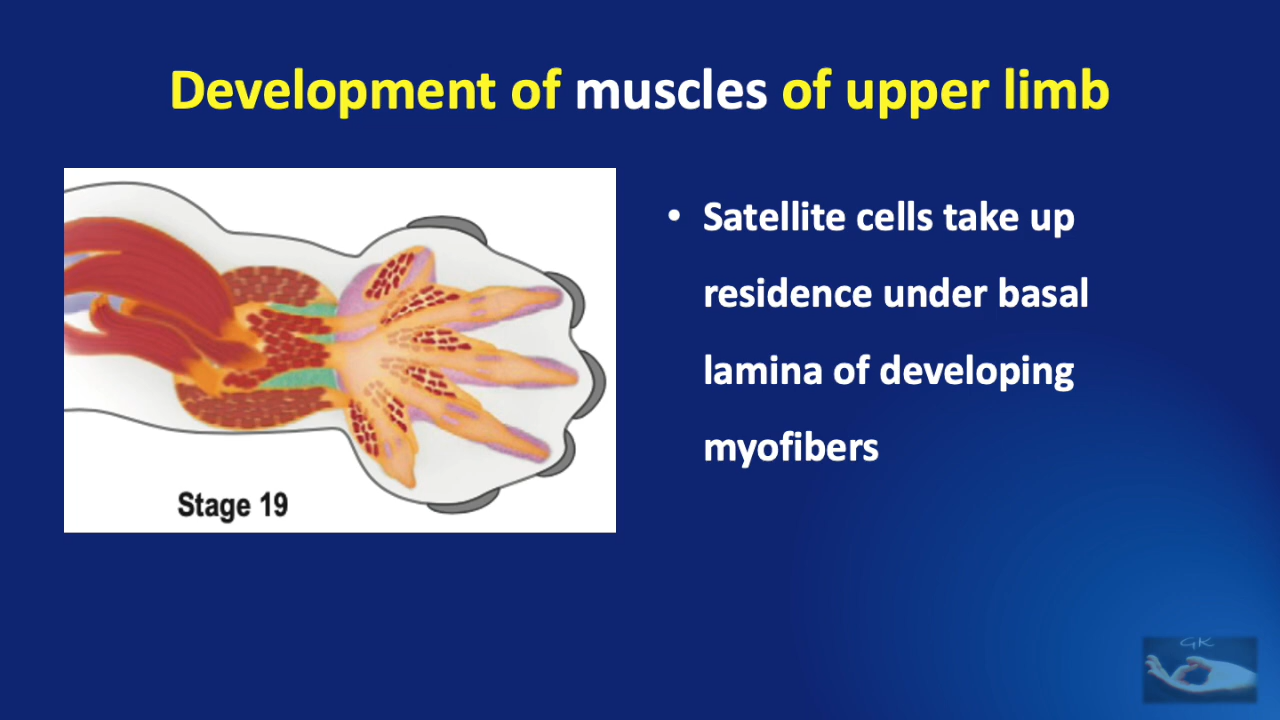 Development of muscles of upper limb
• Satellite cells take up
residence under basal
lamina of developing
myofibers
Stage 19
GK